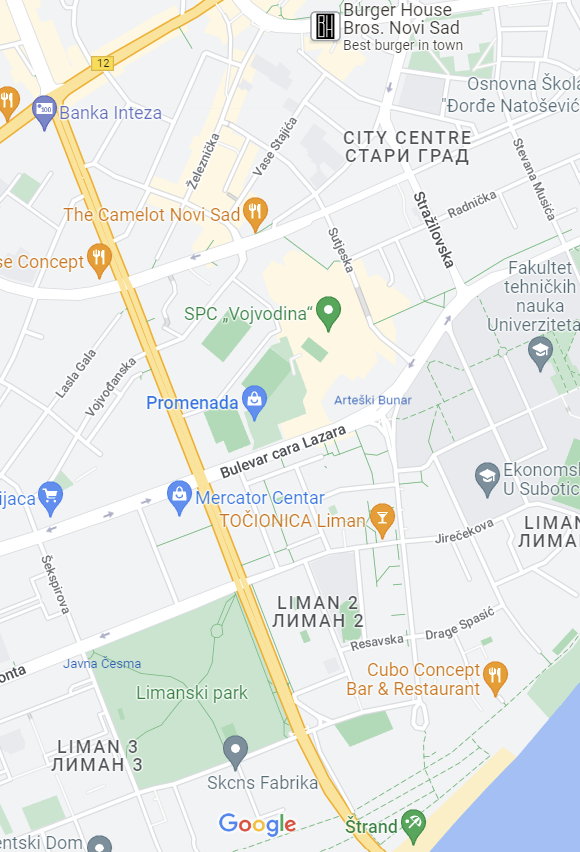 Burger House
Bros. Novi Sad
Best burger in town
12
Banka Inteza
Osnovna Škola
"Đorđe Natošević
CITY CENTRE
СТАРИ ГРАД
Železnička
Vase Stajića
Stevana Musića
Stražilovska
Radnička
The Camelot Novi Sad
Sutjeska
se Concept
Fakultet
tehničkih
nauka
Univerziteta
SPC „Vojvodina“
Lasla Gala
Vojvođanska
Promenada
Arteški Bunar
Bulevar cara Lazara
Ekonomsk
U Subotic
ijaca
Mercator Centar
TOČIONICA Liman
Jirečekova
LIMAN
ЛИМА
Šekspirova
LIMAN 2
ЛИМАН 2
Resavska
Drage Spasić
onta
Javna Česma
Limanski park
Cubo Concept
Bar & Restaurant
LIMAN 3
ЛИМАН 3
Skcns Fabrika
Google
Štrand
entski Dom